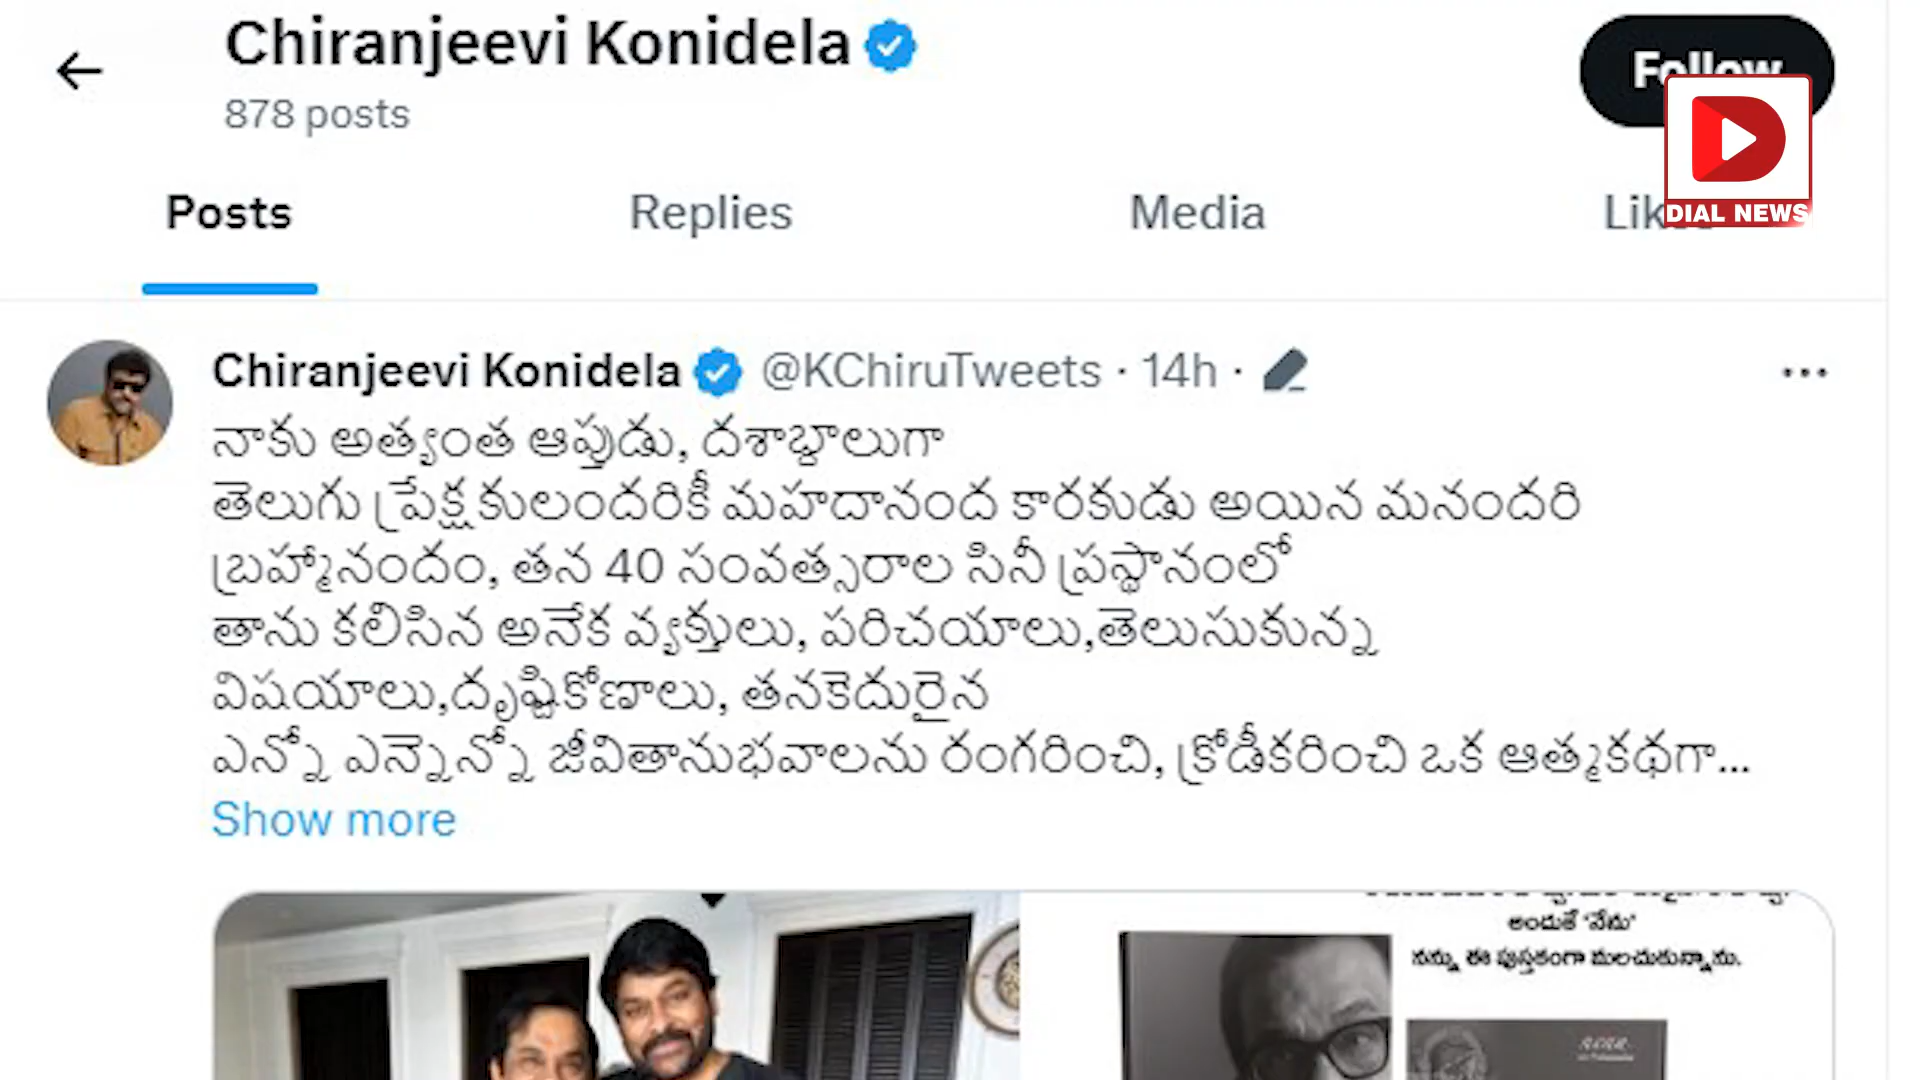 Chiranjeevi Konidela
878 posts
Follow
DIAL NEWS
Posts
Replies
Media
Chiranjeevi Konidela @KChiruTweets · 14h ·
నాకు అత్యంత ఆప్తుడు, దశాబ్దాలుగా
తెలుగు ప్రేక్షకులందరికీ మహదానంద కారకుడు అయిన మనందరి
బ్రహ్మానందం, తన 40 సంవత్సరాల సినీ ప్రస్థానంలో
తాను కలిసిన అనేక వ్యక్తులు, పరిచయాలు,తెలుసుకున్న
విషయాలు,దృష్టికోణాలు, తనకెదురైన
ఎన్నో ఎన్నెన్నో జీవితానుభవాలను రంగరించి, క్రోడీకరించి ఒక ఆత్మకథగా...
Show more
అందుకే 'నేను'
నన్ను ఈ పుస్తకంగా మలచుకున్నాను.